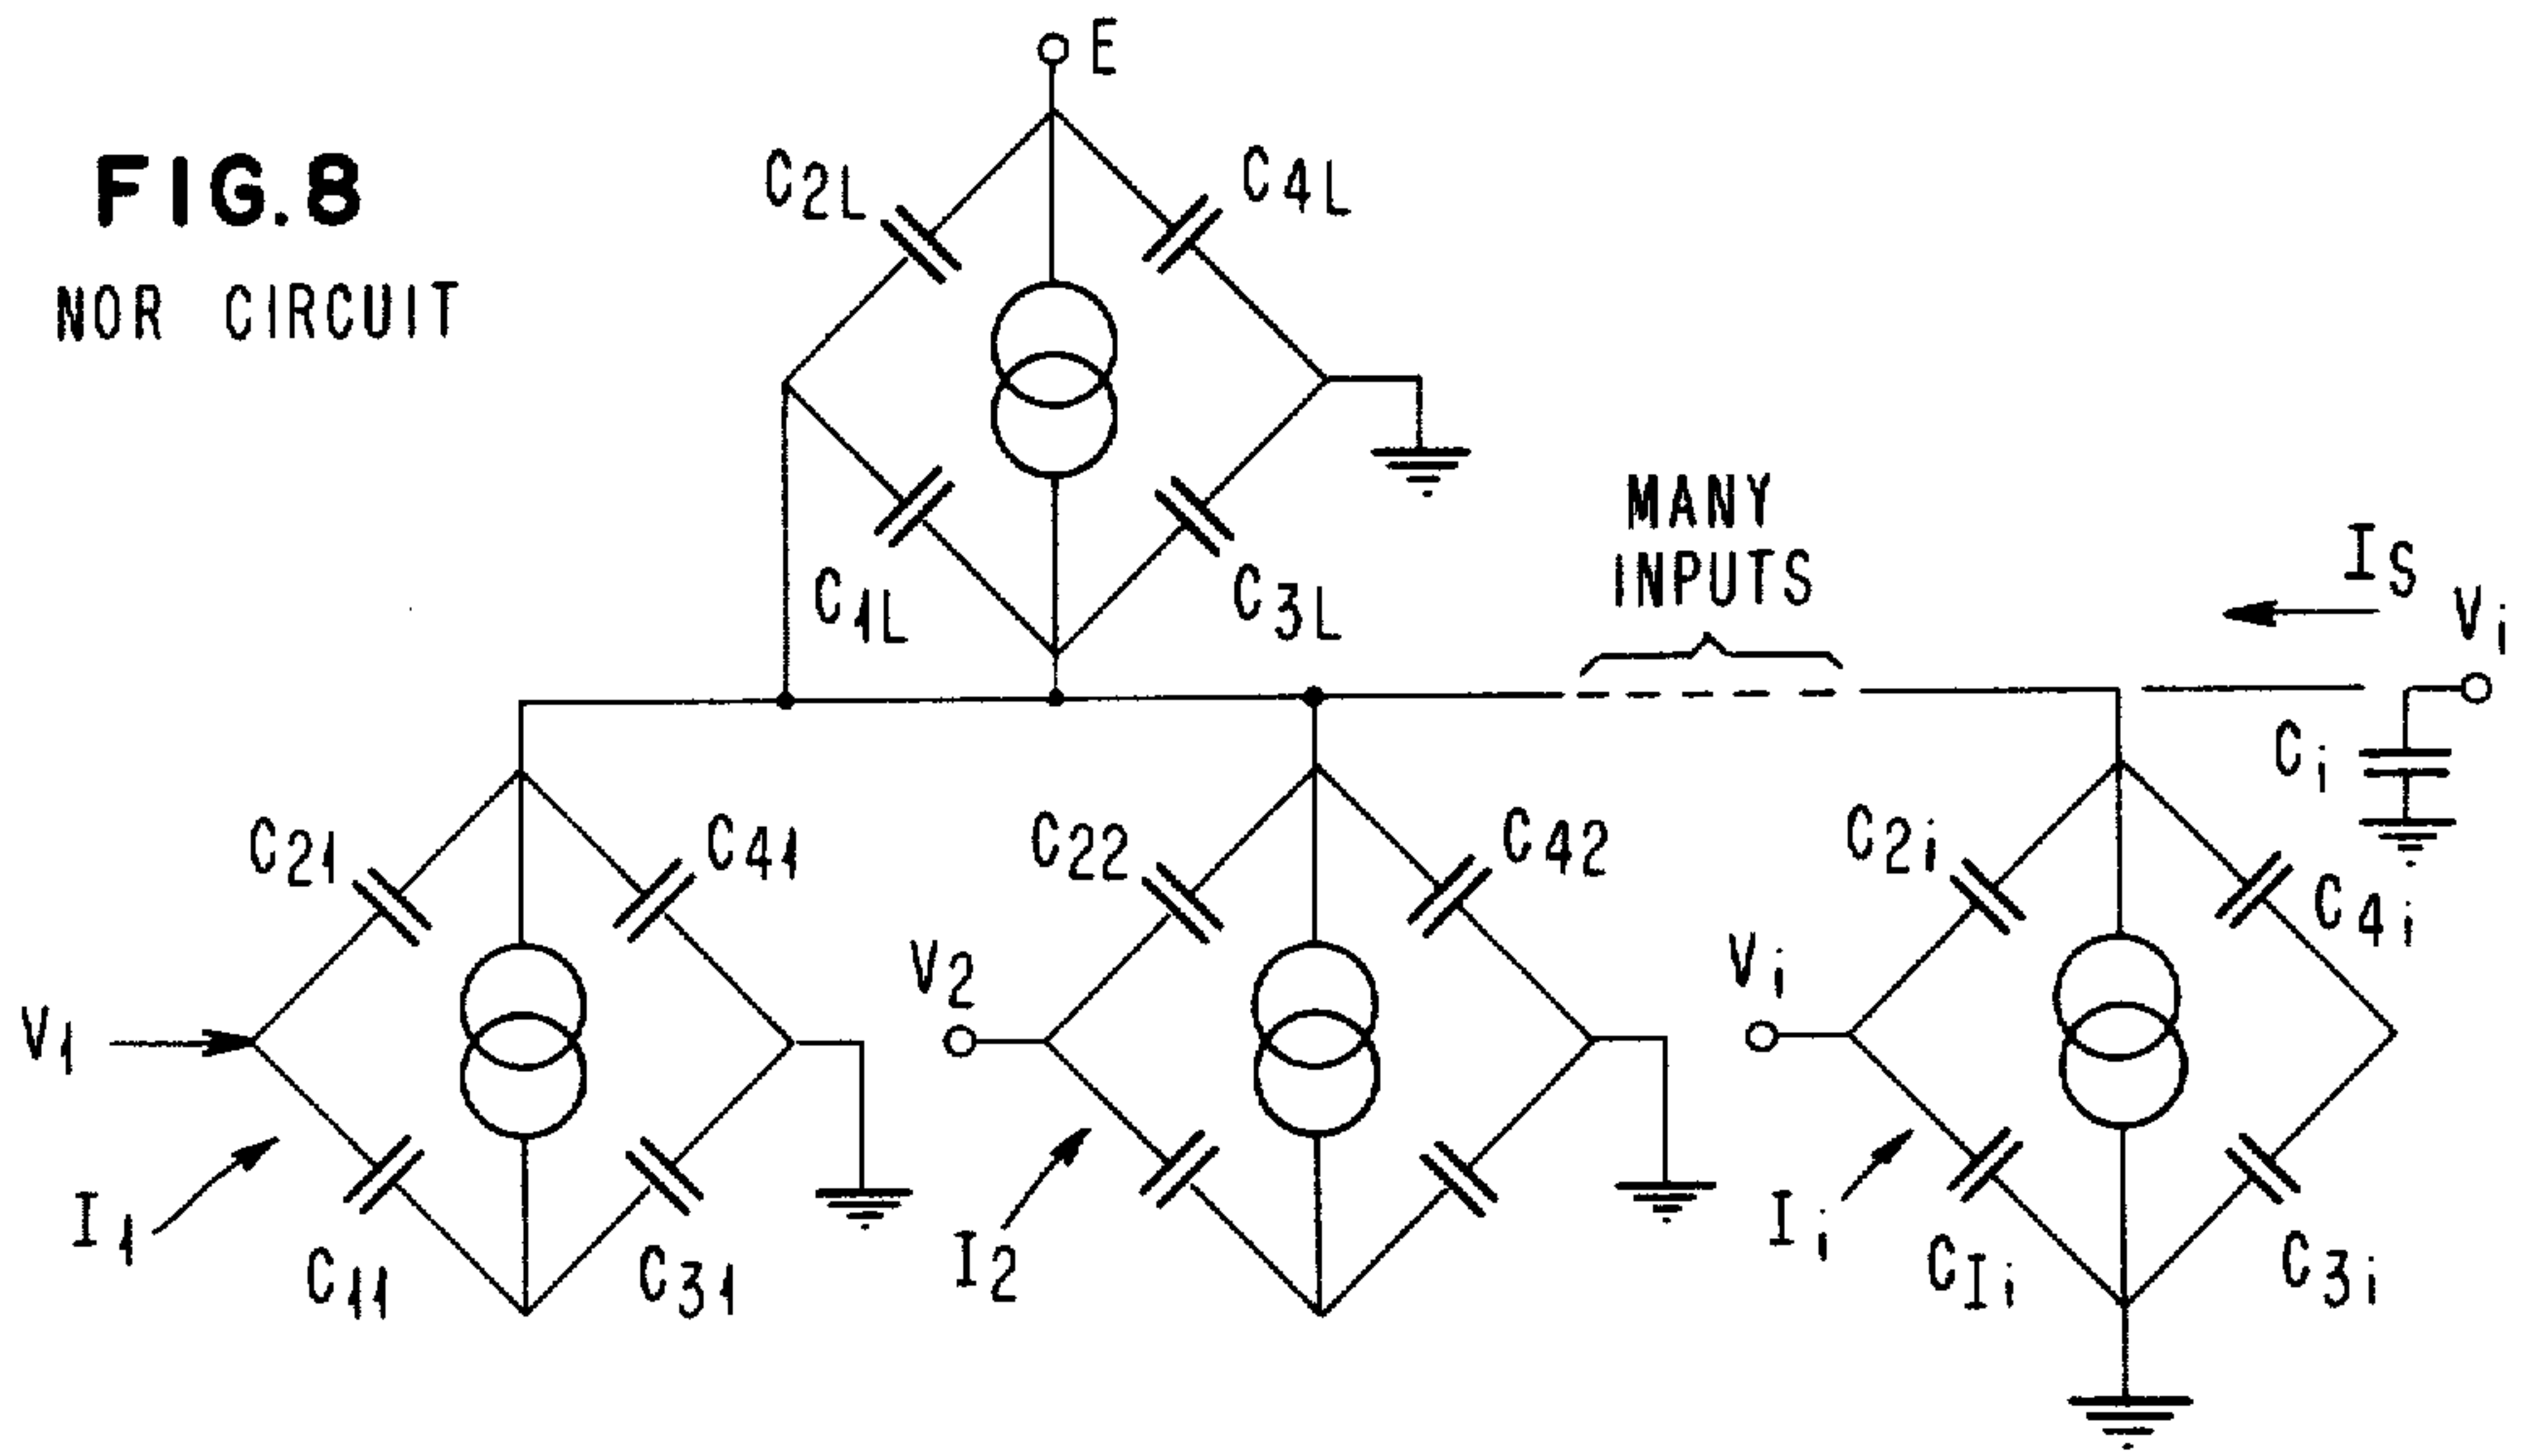 FIG.8
NOR CIRCUIT
E
C2L
C4L
C1L
C3L
MANY
INPUTS
IS
Vi
Ci
C21
C41
C22
C42
C2i
C4i
V1
V2
Vi
I1
C11
C31
I2
Ii
CIi
C3i